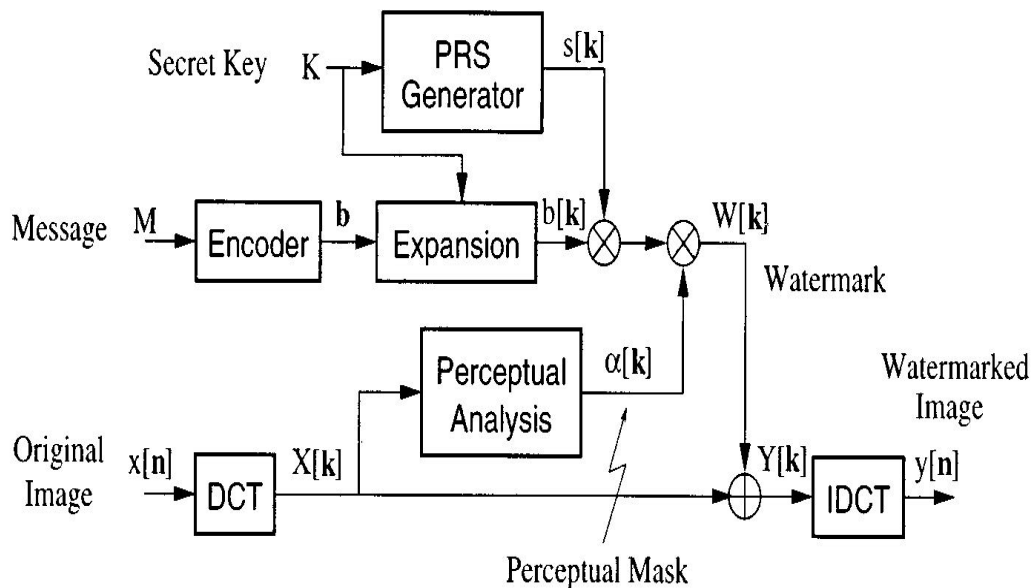 Secret Key
K
PRS
Generator
s[k]
Message
M
Encoder
b
Expansion
b[k]
W[k]
Watermark
Perceptual
Analysis
α[k]
Watermarked
Image
Original
Image
x[n]
DCT
X[k]
Y[k]
IDCT
y[n]
Perceptual Mask